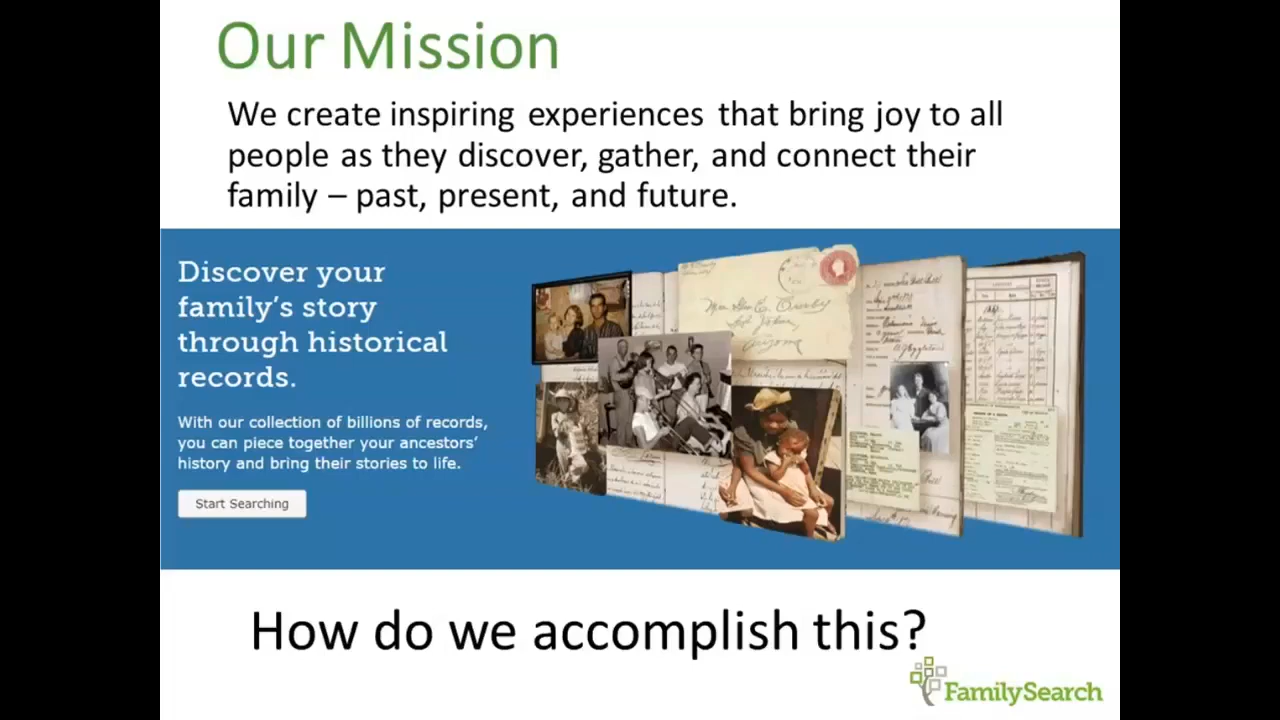 Our Mission
We create inspiring experiences that bring joy to all
people as they discover, gather, and connect their
family – past, present, and future.
Discover your
family's story
through historical
records.
With our collection of billions of records,
you can piece together your ancestors'
history and bring their stories to life.
Start Searching
How do we accomplish this?
FamilySearch